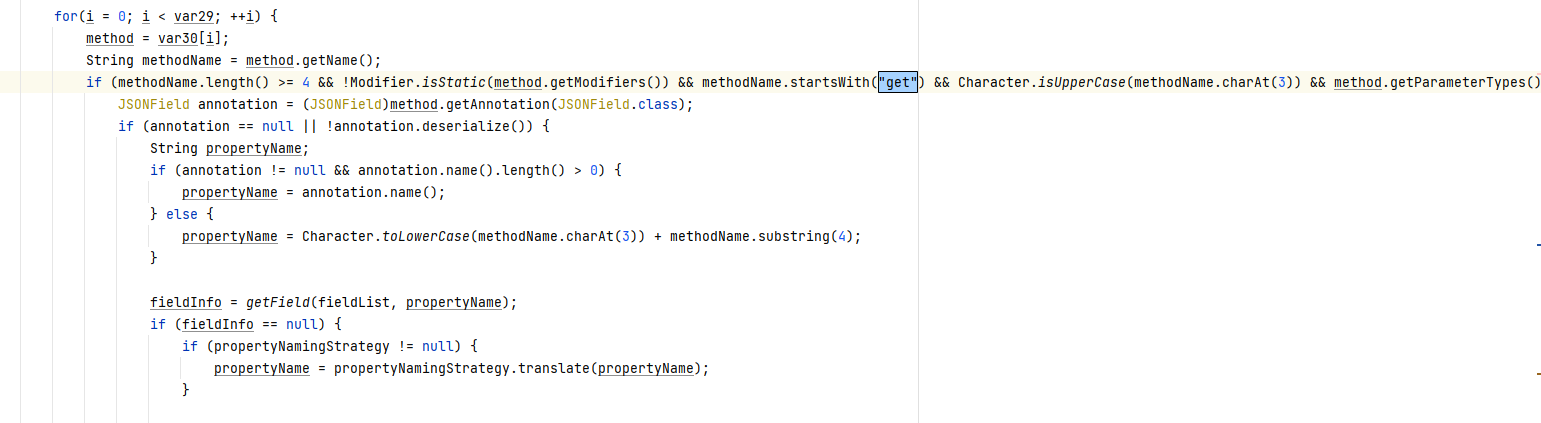 for(i = 0; i < var29; ++i) {
method = var30[i];
String methodName = method.getName();
if (methodName.length() >= 4 && !Modifier.isStatic(method.getModifiers()) && methodName.startsWith("get") && Character.isUpperCase(methodName.charAt(3)) && method.getParameterTypes()
JSONField annotation = (JSONField)method.getAnnotation(JSONField.class);
if (annotation == null || !annotation.deserialize()) {
String propertyName;
if (annotation != null && annotation.name().length() > 0) {
propertyName = annotation.name();
} else {
propertyName = Character.toLowerCase(methodName.charAt(3)) + methodName.substring(4);
}
fieldInfo = getField(fieldList, propertyName);
if (fieldInfo == null) {
if (propertyNamingStrategy != null) {
propertyName = propertyNamingStrategy.translate(propertyName);
}